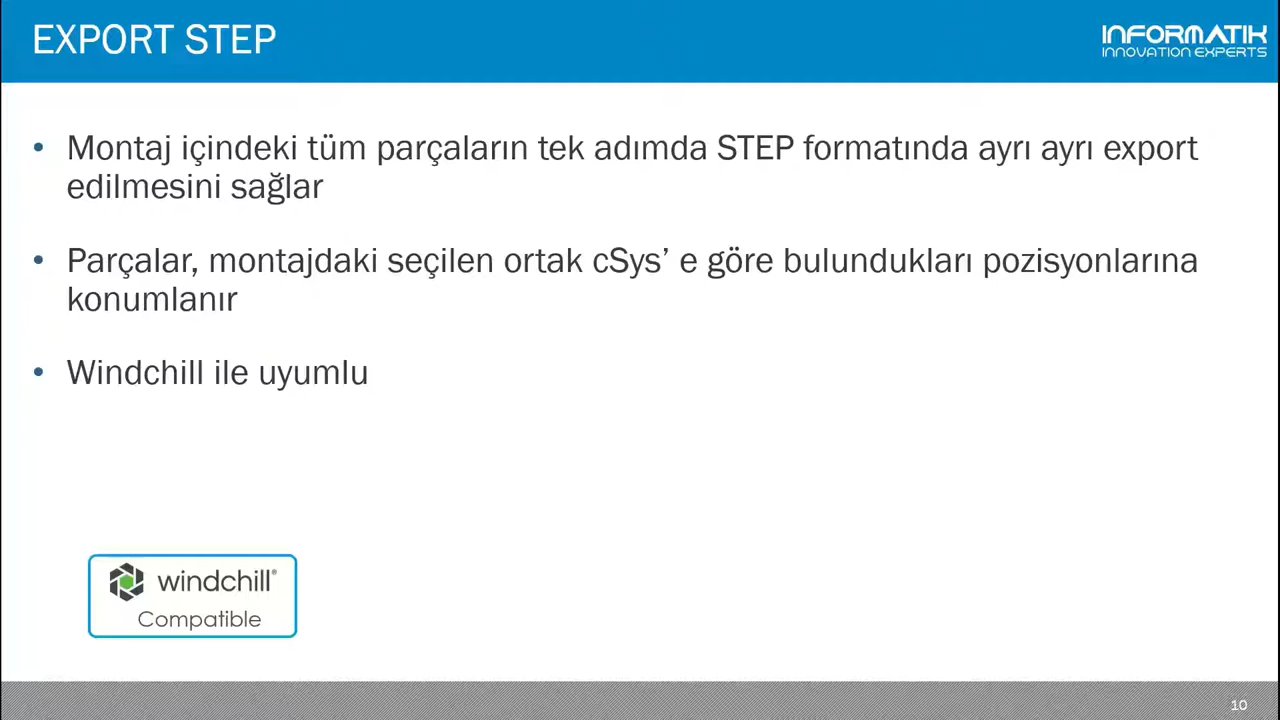 EXPORT STEP
INFORMATIK
INNOVATION EXPERTS
• Montaj içindeki tüm parçaların tek adımda STEP formatında ayrı ayrı export
edilmesini sağlar
• Parçalar, montajdaki seçilen ortak cSys’ e göre bulundukları pozisyonlarına
konumlanır
• Windchill ile uyumlu
windchill®
Compatible
10